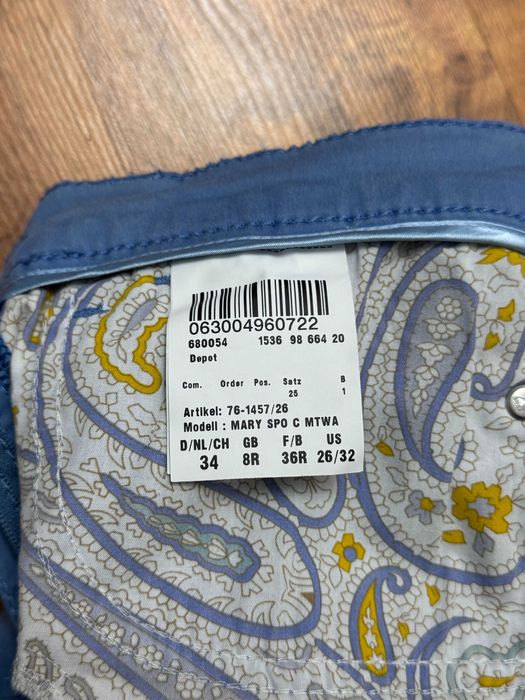 063004960722
680054 1536 98 664 20
Depot
Com. Order Pos. Satz B
25 1
Artikel: 76-1457/26
Modell : MARY SPO C MTWA
D/NL/CH GB F/B US
34 8R 36R 26/32